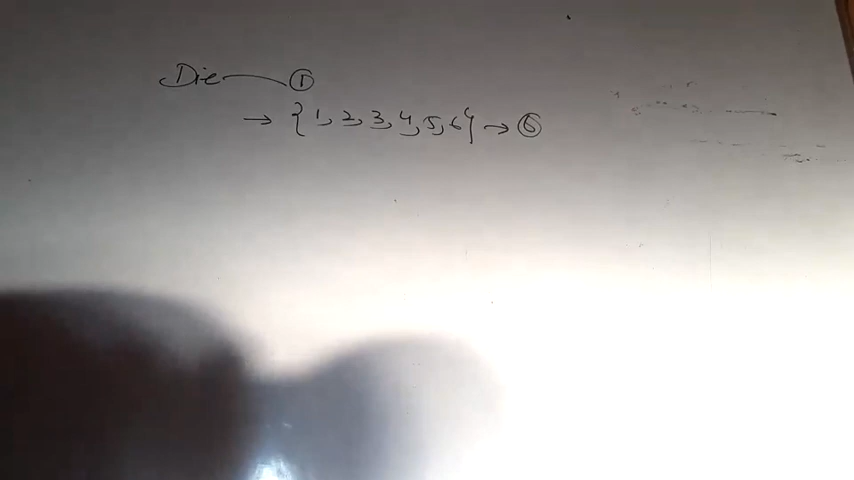 Die — ①
→ {1, 2, 3, 4, 5, 6} → ⑥